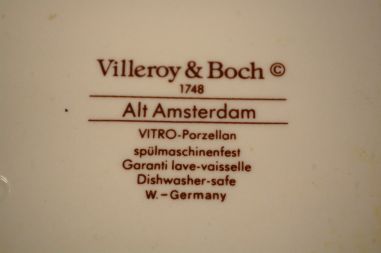 Villeroy & Boch ©
1748
Alt Amsterdam
VITRO-Porzellan
spülmaschinenfest
Garanti lave-vaisselle
Dishwasher-safe
W.-Germany